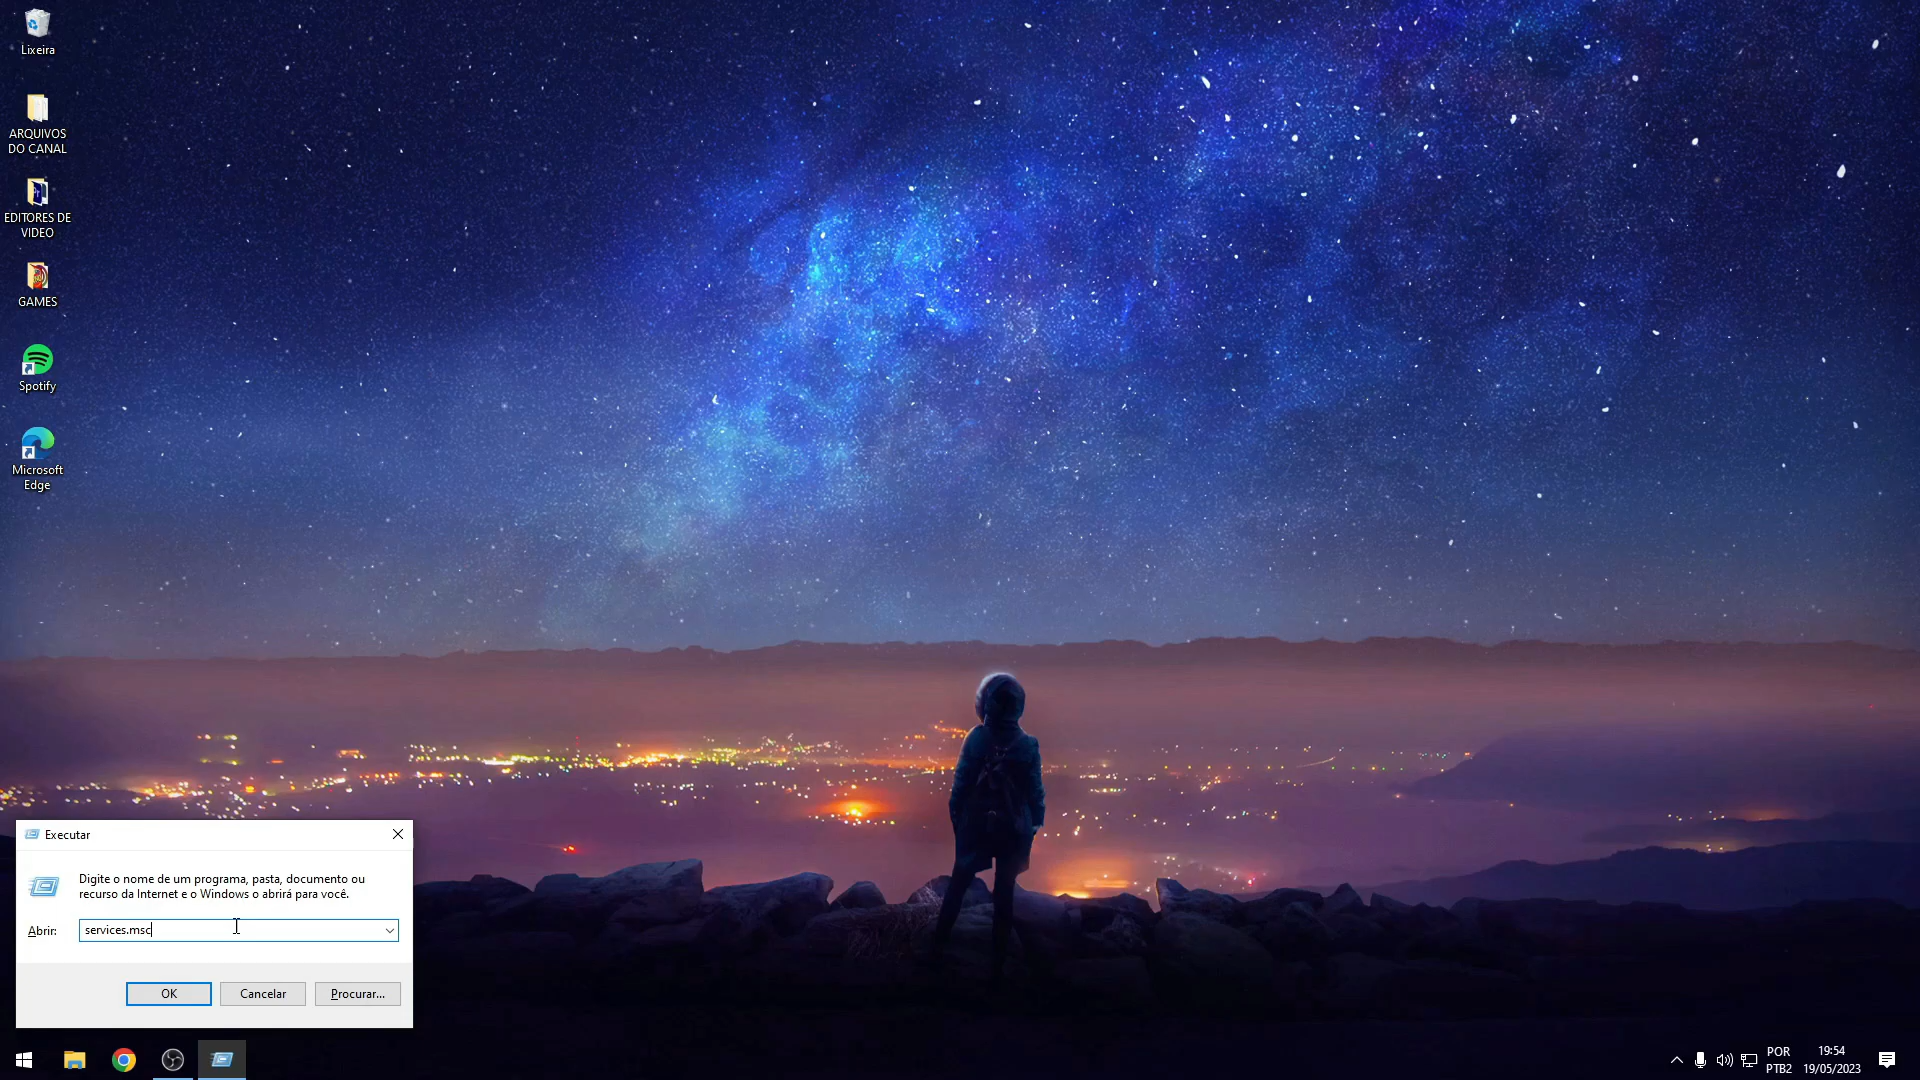 Lixeira
ARQUIVOS
DO CANAL
EDITORES DE
VIDEO
GAMES
Spotify
Microsoft
Edge
Executar
Digite o nome de um programa, pasta, documento ou
recurso da Internet e o Windows o abrirá para você.
Abrir: services.msc
OK Cancelar Procurar...
POR 19:54
PTB2 19/05/2023